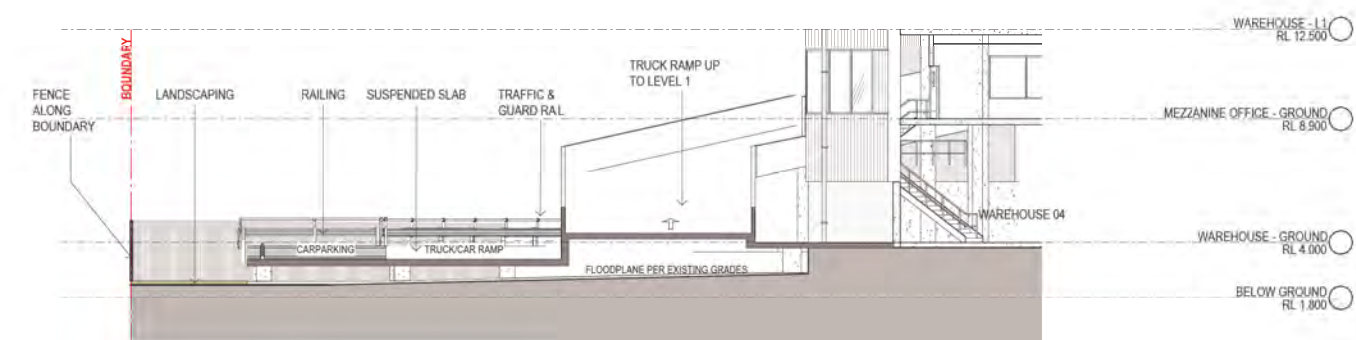 WAREHOUSE - L1
RL 12.500
BOUNDARY
FENCE
ALONG
BOUNDARY
LANDSCAPING
RAILING
SUSPENDED SLAB
TRAFFIC &
GUARD RAIL
TRUCK RAMP UP
TO LEVEL 1
MEZZANINE OFFICE - GROUND
RL 8.900
WAREHOUSE 04
WAREHOUSE - GROUND
RL 4.000
CARPARKING
TRUCK/CAR RAMP
FLOODPLANE PER EXISTING GRADES
BELOW GROUND
RL 1.800